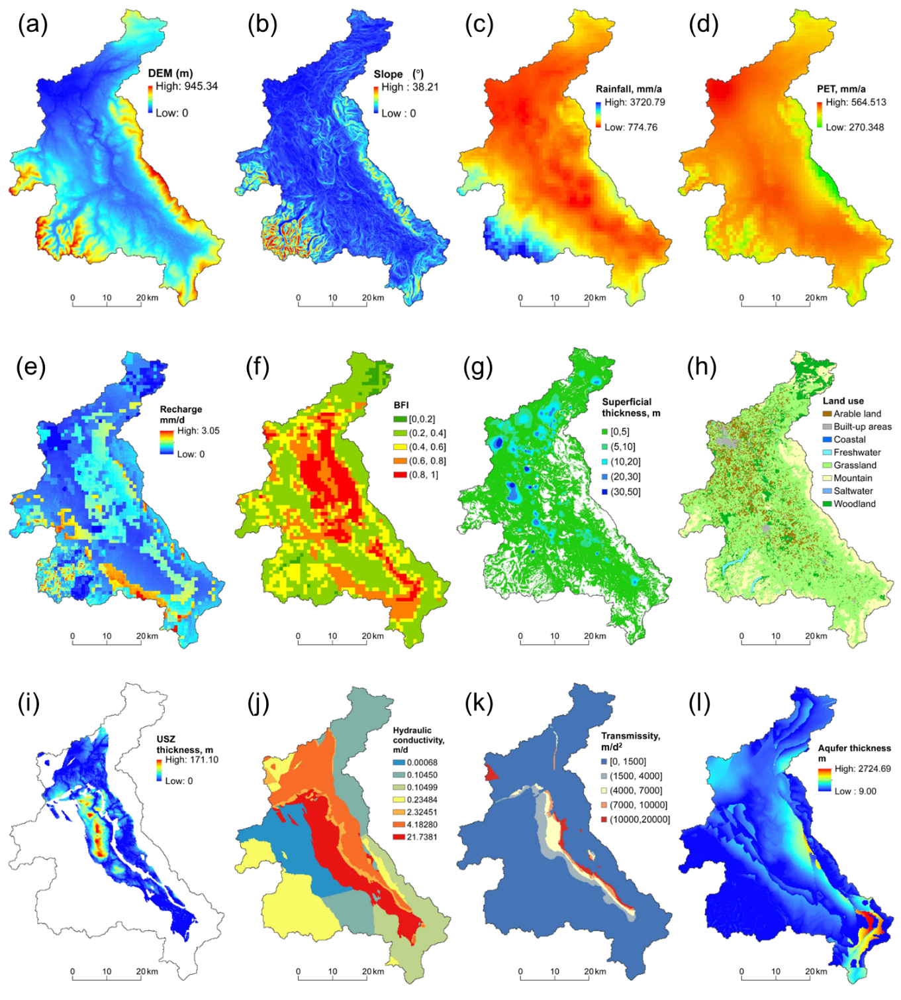 (a)
DEM (m)
High: 945.34
Low: 0
0 10 20 km
(b)
Slope (°)
High : 38.21
Low : 0
0 10 20 km
(c)
Rainfall, mm/a
High: 3720.79
Low: 774.76
0 10 20 km
(d)
PET, mm/a
High: 564.513
Low: 270.348
0 10 20 km
(e)
Recharge
mm/d
High: 3.05
Low: 0
0 10 20 km
(f)
BFI
[0,0.2]
(0.2, 0.4]
(0.4, 0.6]
(0.6, 0.8]
(0.8, 1]
0 10 20 km
(g)
Superficial
thickness, m
[0,5]
(5,10]
(10,20]
(20,30]
(30,50]
0 10 20 km
(h)
Land use
Arable land
Built-up areas
Coastal
Freshwater
Grassland
Mountain
Saltwater
Woodland
0 10 20 km
(i)
USZ
thickness, m
High: 171.10
Low: 0
0 10 20 km
(j)
Hydraulic
conductivity,
m/d
0.00068
0.10450
0.10499
0.23484
2.32451
4.18280
21.7381
0 10 20 km
(k)
Transmissity,
m/d²
[0, 1500]
(1500, 4000]
(4000, 7000]
(7000, 10000]
(10000,20000]
0 10 20 km
(l)
Aqufer thickness
m
High: 2724.69
Low : 9.00
0 10 20 km